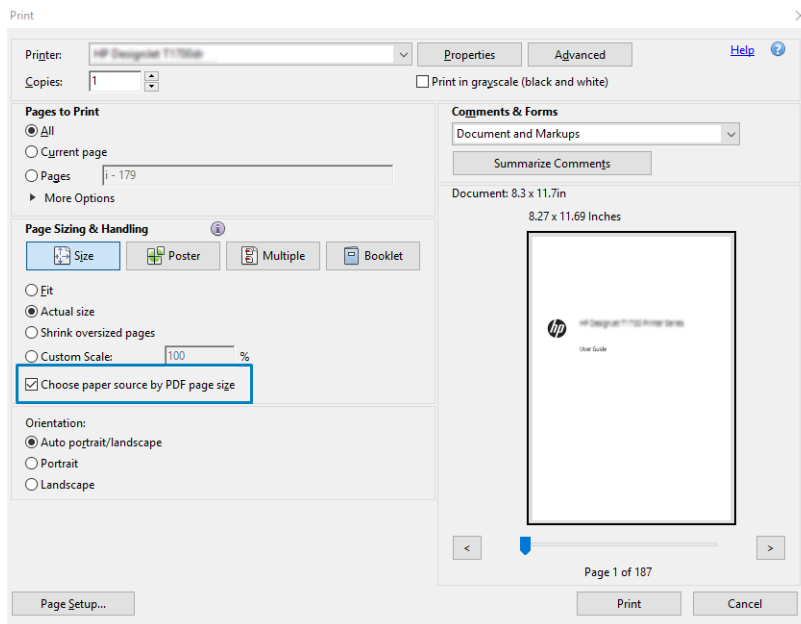 Print
Printer:
Properties
Advanced
Help
?
Copies:
1
Print in grayscale (black and white)
Pages to Print
All
Current page
Pages
i - 179
More Options
Comments & Forms
Document and Markups
Summarize Comments
Page Sizing & Handling
i
Size
Poster
Multiple
Booklet
Fit
Actual size
Shrink oversized pages
Custom Scale:
100
%
Choose paper source by PDF page size
Orientation:
Auto portrait/landscape
Portrait
Landscape
Document: 8.3 x 11.7in
8.27 x 11.69 Inches
hp
User Guide
<
>
Page 1 of 187
Page Setup...
Print
Cancel